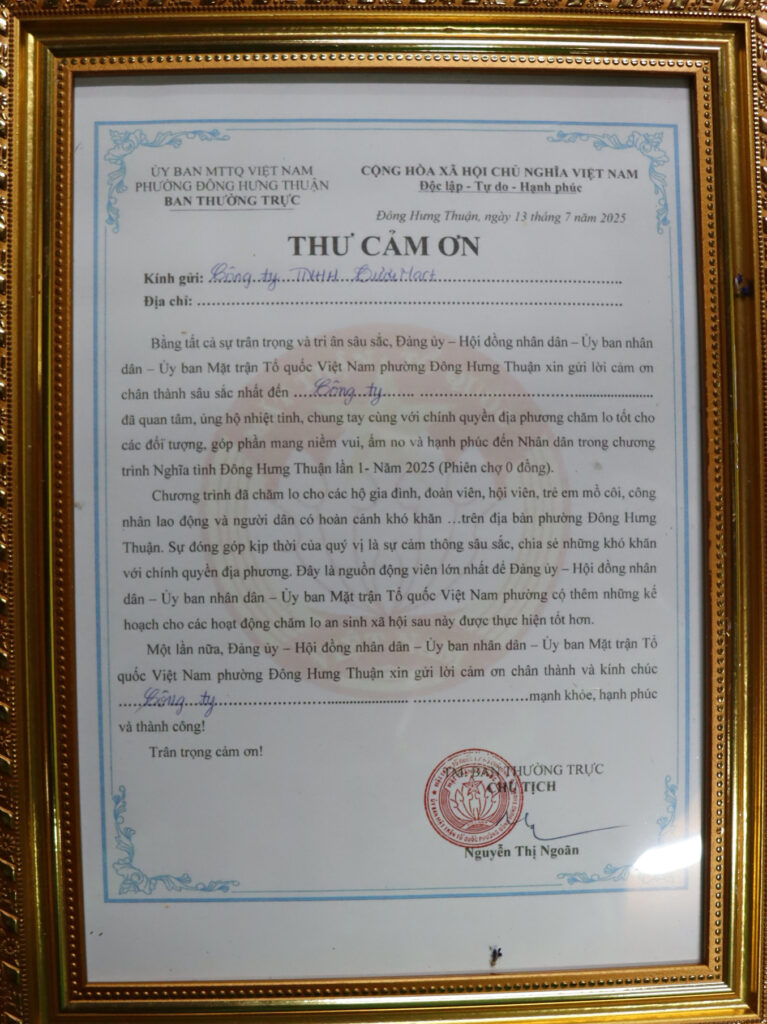 ỦY BAN MTTQ VIỆT NAM
PHƯỜNG ĐÔNG HƯNG THUẬN
BAN THƯỜNG TRỰC
CỘNG HÒA XÃ HỘI CHỦ NGHĨA VIỆT NAM
Độc lập - Tự do - Hạnh phúc
Đông Hưng Thuận, ngày 13 tháng 7 năm 2025
THƯ CẢM ƠN
Kính gửi: Công ty TNHH
Địa chỉ:
Bằng tất cả sự trân trọng và tri ân sâu sắc, Đảng ủy – Hội đồng nhân dân – Ủy ban nhân
dân – Ủy ban Mặt trận Tổ quốc Việt Nam phường Đông Hưng Thuận xin gửi lời cảm ơn
chân thành sâu sắc nhất đến Công ty
đã quan tâm, ủng hộ nhiệt tình, chung tay cùng với chính quyền địa phương chăm lo tốt cho
các đối tượng, góp phần mang niềm vui, ấm no và hạnh phúc đến Nhân dân trong chương
trình Nghĩa tình Đông Hưng Thuận lần 1- Năm 2025 (Phiên chợ 0 đồng).
Chương trình đã chăm lo cho các hộ gia đình, đoàn viên, hội viên, trẻ em mồ côi, công
nhân lao động và người dân có hoàn cảnh khó khăn …trên địa bàn phường Đông Hưng
Thuận. Sự đóng góp kịp thời của quý vị là sự cảm thông sâu sắc, chia sẻ những khó khăn
với chính quyền địa phương. Đây là nguồn động viên lớn nhất để Đảng ủy – Hội đồng nhân
dân – Ủy ban nhân dân – Ủy ban Mặt trận Tổ quốc Việt Nam phường có thêm những kế
hoạch cho các hoạt động chăm lo an sinh xã hội sau này được thực hiện tốt hơn.
Một lần nữa, Đảng ủy – Hội đồng nhân dân – Ủy ban nhân dân – Ủy ban Mặt trận Tổ
quốc Việt Nam phường Đông Hưng Thuận xin gửi lời cảm ơn chân thành và kính chúc
Công ty mạnh khỏe, hạnh phúc
và thành công!
Trân trọng cảm ơn!
TM. BAN THƯỜNG TRỰC
CHỦ TỊCH
Nguyễn Thị Ngoân